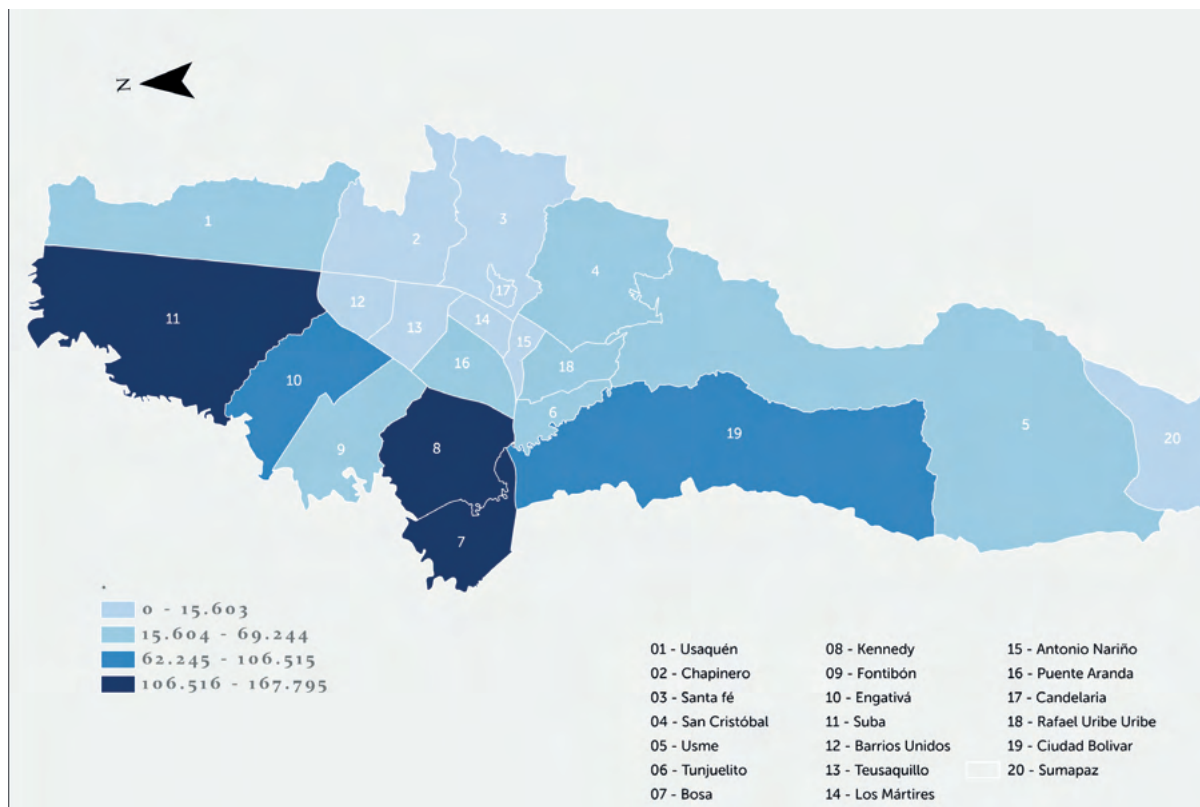 N
1
2
3
17
4
12
11
13
14
15
16
18
10
6
5
19
20
9
8
7
0 - 15.603
15.604 - 69.244
62.245 - 106.515
106.516 - 167.795
01 - Usaquén
02 - Chapinero
03 - Santa fé
04 - San Cristóbal
05 - Usme
06 - Tunjuelito
07 - Bosa
08 - Kennedy
09 - Fontibón
10 - Engativá
11 - Suba
12 - Barrios Unidos
13 - Teusaquillo
14 - Los Mártires
15 - Antonio Nariño
16 - Puente Aranda
17 - Candelaria
18 - Rafael Uribe Uribe
19 - Ciudad Bolivar
20 - Sumapaz